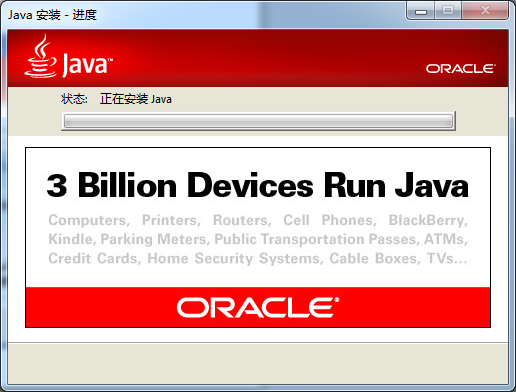 Java 安装 - 进度
Java™
ORACLE®
状态: 正在安装 Java
3 Billion Devices Run Java
Computers, Printers, Routers, Cell Phones, BlackBerry,
Kindle, Parking Meters, Public Transportation Passes, ATMs,
Credit Cards, Home Security Systems, Cable Boxes, TVs...
ORACLE®